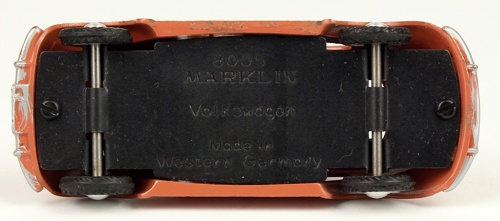 8005
MARKLIN
Volkswagen
Made in
Western Germany